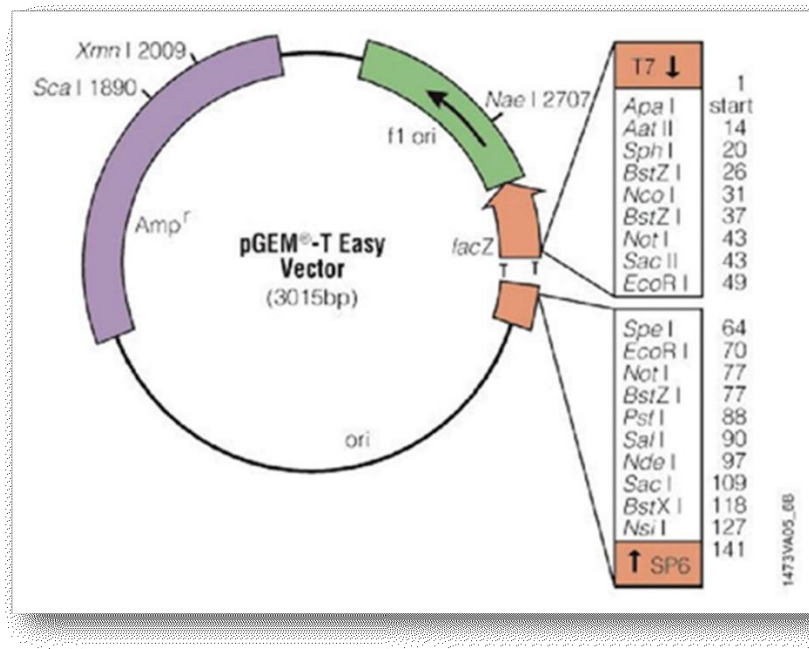 Xmn I 2009
Sca I 1890
Nae I 2707
f1 ori
Ampr
pGEM®-T Easy
Vector
(3015bp)
lacZ
T T
ori
T7 ↓
1
start
Apa I 14
Aat II 20
Sph I 26
BstZ I 31
Nco I 37
BstZ I 43
Not I 43
Sac II 49
EcoR I
Spe I 64
EcoR I 70
Not I 77
BstZ I 77
Pst I 88
Sal I 90
Nde I 97
Sac I 109
BstX I 118
Nsi I 127
141
↑ SP6
1473VA05_6B